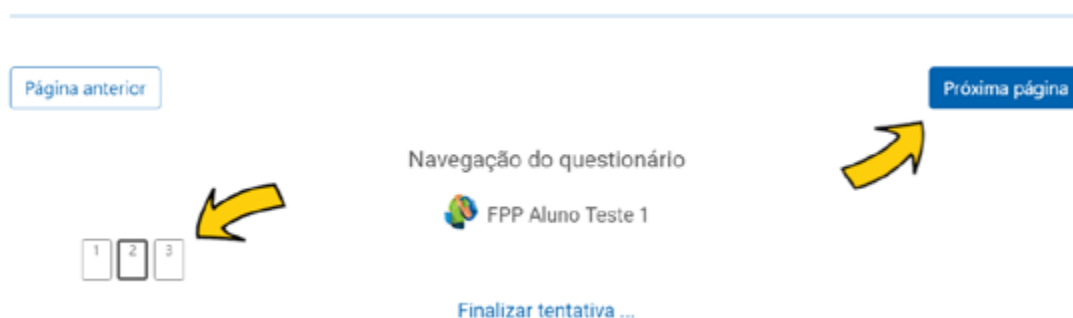 Página anterior
Próxima página
Navegação do questionário
FPP Aluno Teste 1
1 2 3
Finalizar tentativa ...